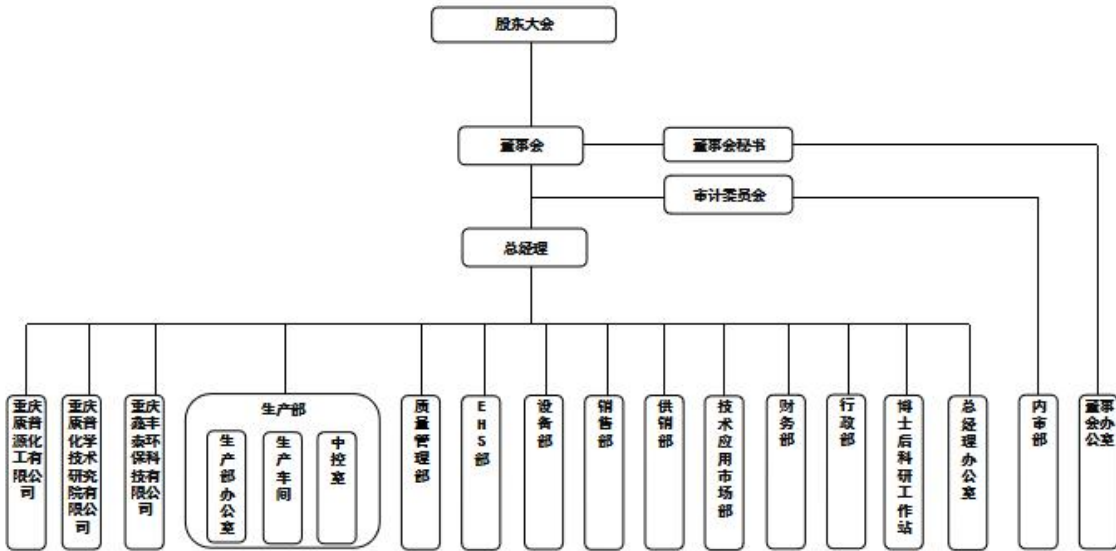 股东大会
董事会
董事会秘书
审计委员会
总经理
重庆康普源化工有限公司
重庆康普化学技术研究院有限公司
重庆鑫丰泰环保科技有限公司
生产部
生产部办公室
生产车间
中控室
质量管理部
EHS部
设备部
销售部
供销部
技术应用市场部
财务部
行政部
博士后科研工作站
总经理办公室
内审部
董事会办公室